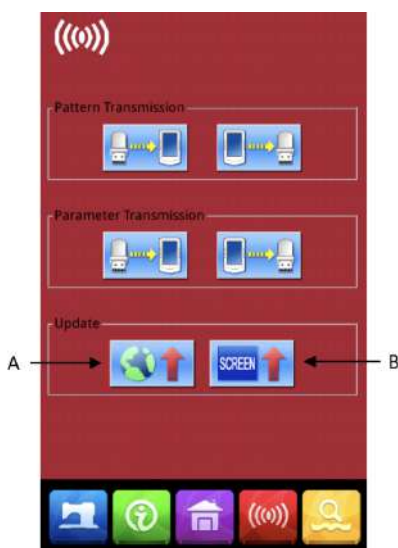 Pattern Transmission
Parameter Transmission
Update
A
SCREEN
B